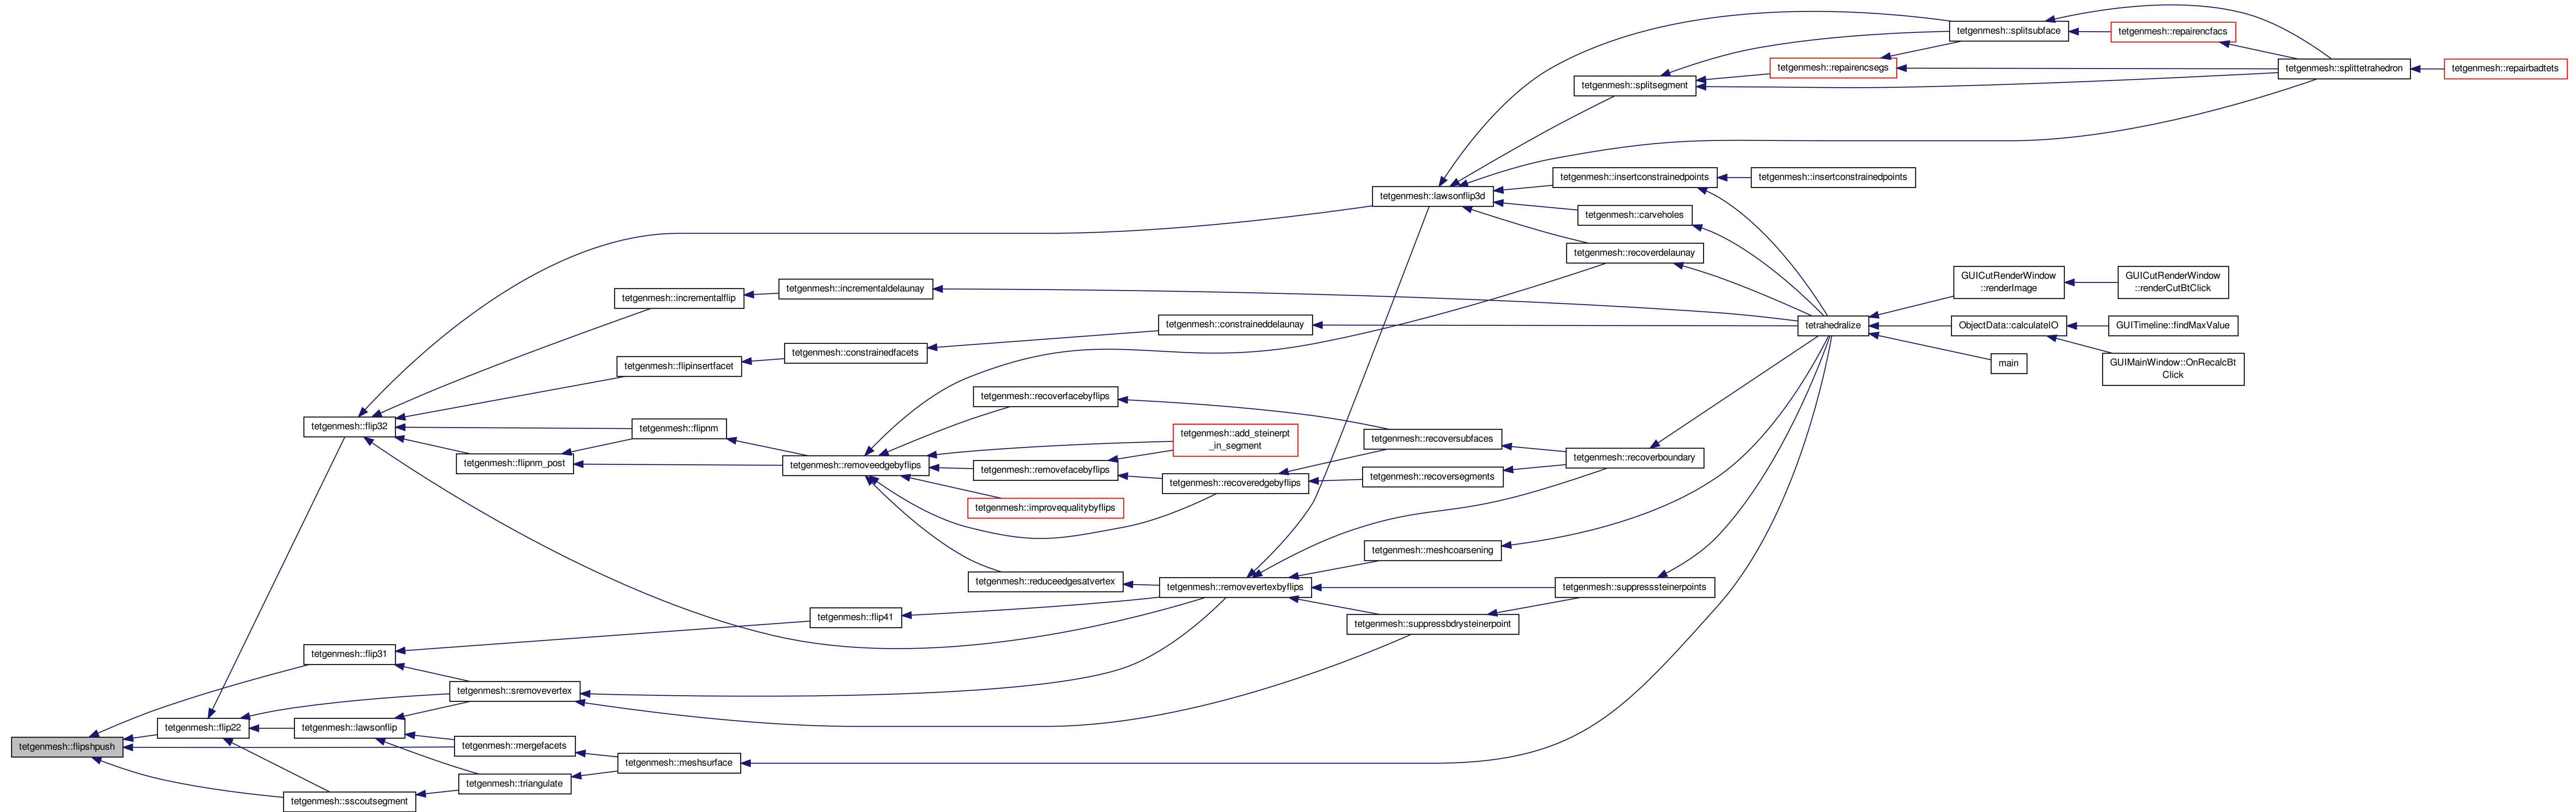 tetgenmesh::splitsubface
tetgenmesh::repairencfacs
tetgenmesh::repairencsegs
tetgenmesh::splittetrahedron
tetgenmesh::repairbadtets
tetgenmesh::splitsegment
tetgenmesh::insertconstrainedpoints
tetgenmesh::insertconstrainedpoints
tetgenmesh::lawsonflip3d
tetgenmesh::carveholes
tetgenmesh::recoverdelaunay
GUICutRenderWindow
::renderImage
GUICutRenderWindow
::renderCutBtClick
tetgenmesh::incrementaldelaunay
tetgenmesh::incrementalflip
tetgenmesh::constraineddelaunay
tetrahedralize
ObjectData::calculateIO
GUITimeline::findMaxValue
tetgenmesh::constrainedfacets
tetgenmesh::flipinsertfacet
main
GUIMainWindow::OnRecalcBt
Click
tetgenmesh::recoverfacebyflips
tetgenmesh::flip32
tetgenmesh::flipnm
tetgenmesh::add_steinerpt
_in_segment
tetgenmesh::recoversubfaces
tetgenmesh::recoverboundary
tetgenmesh::flipnm_post
tetgenmesh::removeedgebyflips
tetgenmesh::removefacebyflips
tetgenmesh::recoveredgebyflips
tetgenmesh::recoversegments
tetgenmesh::improvequalitybyflips
tetgenmesh::meshcoarsening
tetgenmesh::reduceedgesatvertex
tetgenmesh::removevertexbyflips
tetgenmesh::suppresssteinerpoints
tetgenmesh::flip41
tetgenmesh::suppressbdrysteinerpoint
tetgenmesh::flip31
tetgenmesh::sremovevertex
tetgenmesh::flip22
tetgenmesh::lawsonflip
tetgenmesh::flipshpush
tetgenmesh::mergefacets
tetgenmesh::meshsurface
tetgenmesh::triangulate
tetgenmesh::sscoutsegment